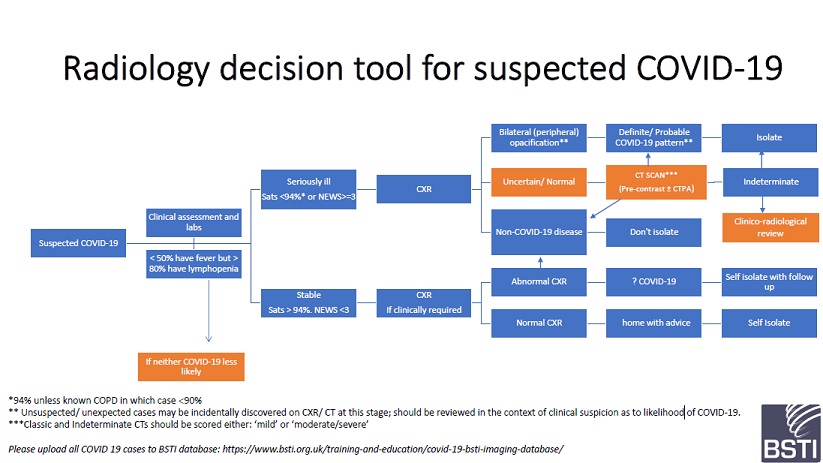 Radiology decision tool for suspected COVID-19
Suspected COVID-19
Clinical assessment and
labs
< 50% have fever but >
80% have lymphopenia
If neither COVID-19 less
likely
Seriously ill
Sats <94%* or NEWS>=3
CXR
Bilateral (peripheral)
opacification**
Definite/ Probable
COVID-19 pattern**
Isolate
Uncertain/ Normal
CT SCAN***
(Pre-contrast ± CTPA)
Indeterminate
Clinico-radiological
review
Non-COVID-19 disease
Don't isolate
Stable
Sats > 94%. NEWS <3
CXR
If clinically required
Abnormal CXR
? COVID-19
Self isolate with follow
up
Normal CXR
home with advice
Self Isolate
*94% unless known COPD in which case <90%
** Unsuspected/ unexpected cases may be incidentally discovered on CXR/ CT at this stage; should be reviewed in the context of clinical suspicion as to likelihood of COVID-19.
***Classic and Indeterminate CTs should be scored either: 'mild' or 'moderate/severe'
Please upload all COVID 19 cases to BSTI database: https://www.bsti.org.uk/training-and-education/covid-19-bsti-imaging-database/
BSTI